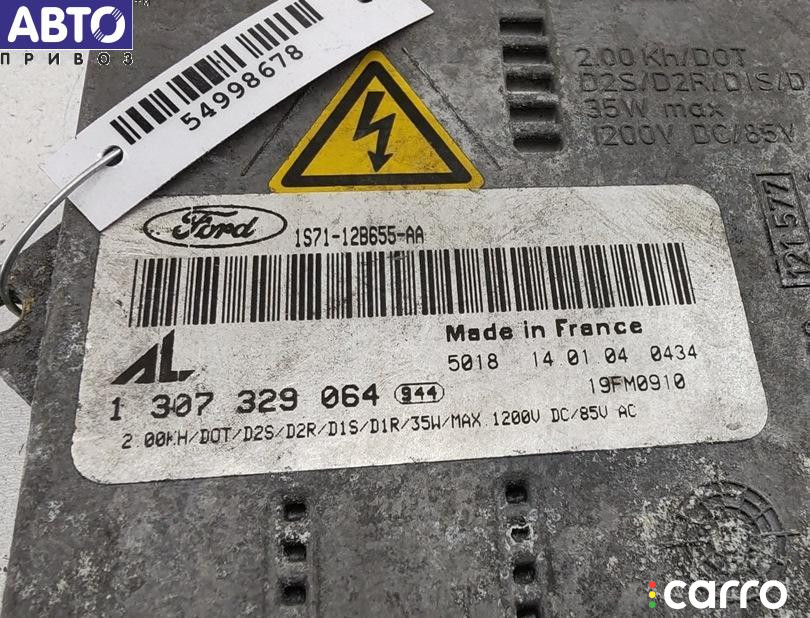 АВТО
ПРИВОЗ
54998678
2.00 Kh/DOT
D2S/D2R/D1S/D
35W max
1200V DC/85V
121 577
Ford
1S71-12B655-AA
AL
Made in France
5018 14 01 04 0434
1 307 329 064 944
19FM0910
2.00KH/DOT/D2S/D2R/D1S/D1R/35W/MAX.1200V DC/85V AC
carro